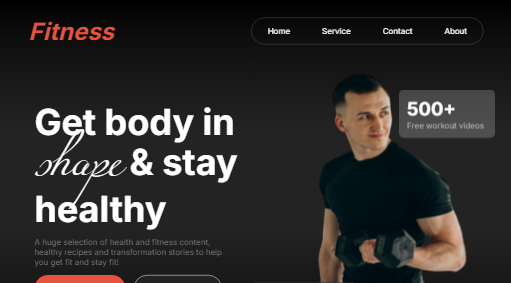 Fitness
Home Service Contact About
500+
Free workout videos
Get body in
shape & stay
healthy
A huge selection of health and fitness content,
healthy recipes and transformation stories to help
you get fit and stay fit!